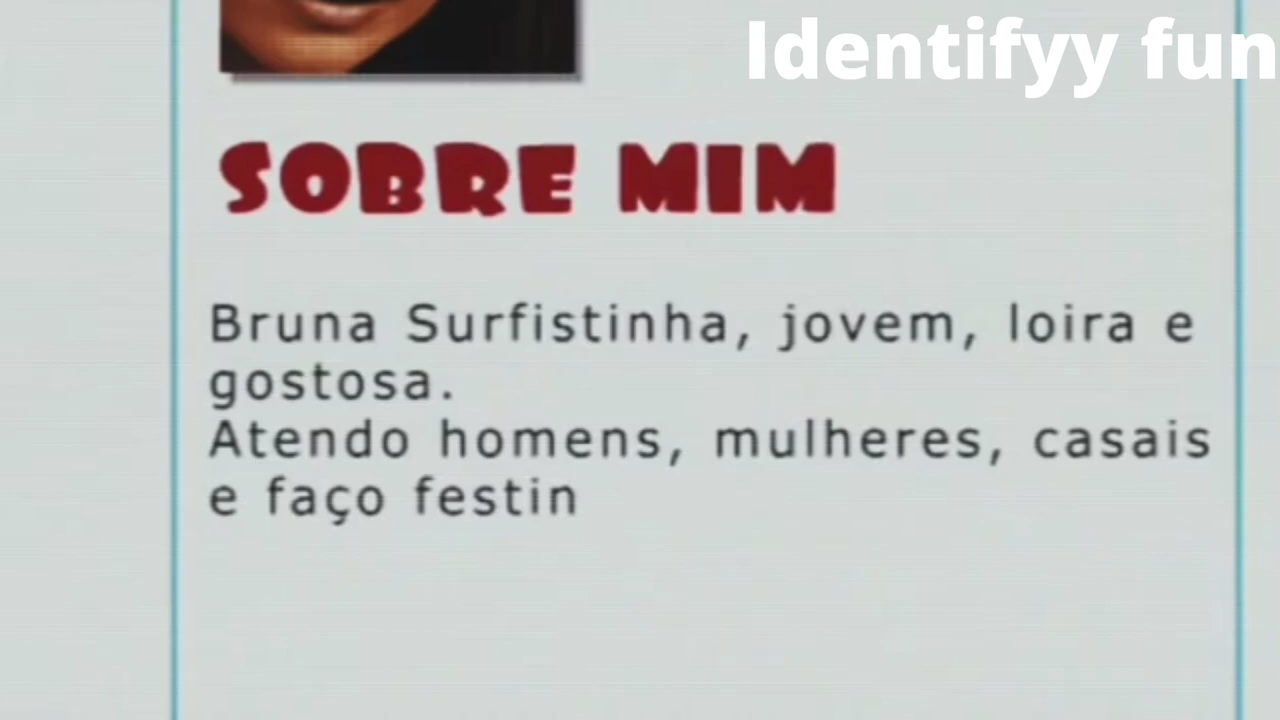 Identifyy fun
SOBRE MIM
Bruna Surfistinha, jovem, loira e
gostosa.
Atendo homens, mulheres, casais
e faço festin